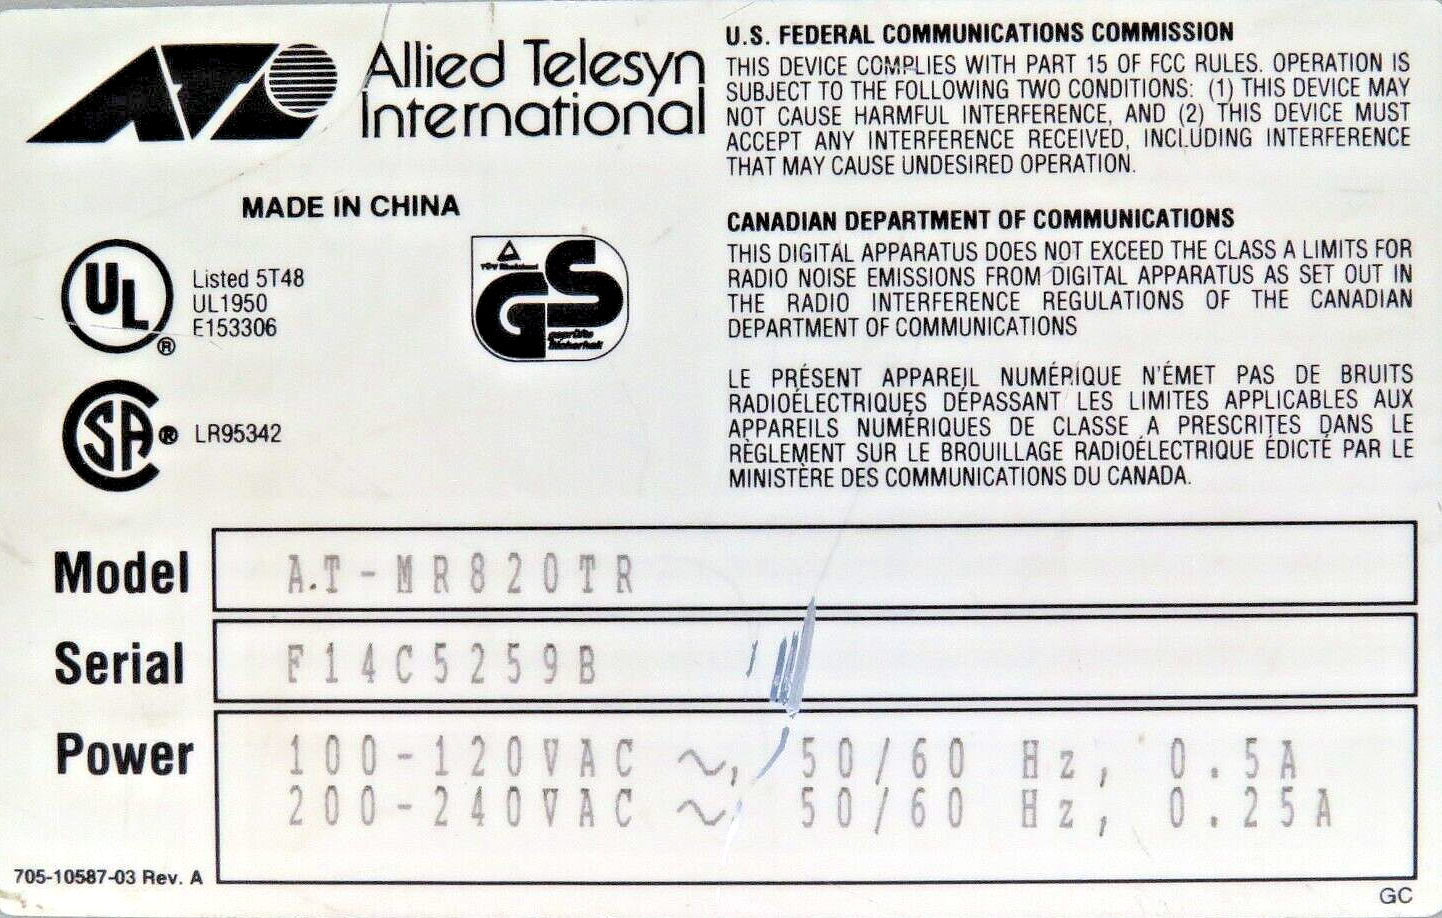 Allied Telesyn
International
U.S. FEDERAL COMMUNICATIONS COMMISSION
THIS DEVICE COMPLIES WITH PART 15 OF FCC RULES. OPERATION IS
SUBJECT TO THE FOLLOWING TWO CONDITIONS: (1) THIS DEVICE MAY
NOT CAUSE HARMFUL INTERFERENCE, AND (2) THIS DEVICE MUST
ACCEPT ANY INTERFERENCE RECEIVED, INCLUDING INTERFERENCE
THAT MAY CAUSE UNDESIRED OPERATION.
MADE IN CHINA
UL ®
Listed 5T48
UL1950
E153306
GS
geprüfte
Sicherheit
SA ® LR95342
CANADIAN DEPARTMENT OF COMMUNICATIONS
THIS DIGITAL APPARATUS DOES NOT EXCEED THE CLASS A LIMITS FOR
RADIO NOISE EMISSIONS FROM DIGITAL APPARATUS AS SET OUT IN
THE RADIO INTERFERENCE REGULATIONS OF THE CANADIAN
DEPARTMENT OF COMMUNICATIONS
LE PRÉSENT APPAREIL NUMÉRIQUE N'ÉMET PAS DE BRUITS
RADIOÉLECTRIQUES DÉPASSANT LES LIMITES APPLICABLES AUX
APPAREILS NUMÉRIQUES DE CLASSE A PRESCRITES DANS LE
RÈGLEMENT SUR LE BROUILLAGE RADIOÉLECTRIQUE ÉDICTÉ PAR LE
MINISTÈRE DES COMMUNICATIONS DU CANADA.
Model AT-MR820TR
Serial F14C5259B
Power 100-120VAC ~, 50/60 Hz, 0.5A
200-240VAC ~, 50/60 Hz, 0.25A
705-10587-03 Rev. A
GC